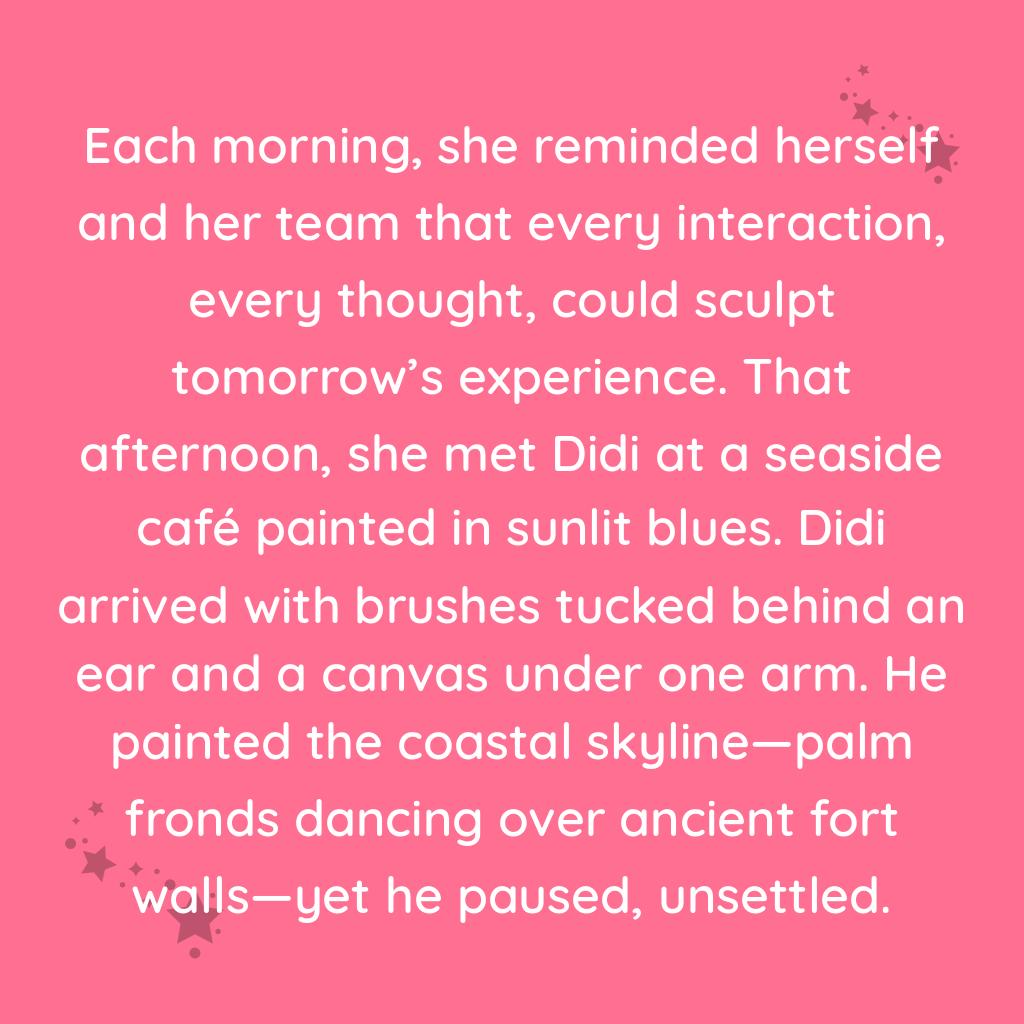 Each morning, she reminded herself
and her team that every interaction,
every thought, could sculpt
tomorrow’s experience. That
afternoon, she met Didi at a seaside
café painted in sunlit blues. Didi
arrived with brushes tucked behind an
ear and a canvas under one arm. He
painted the coastal skyline—palm
fronds dancing over ancient fort
walls—yet he paused, unsettled.